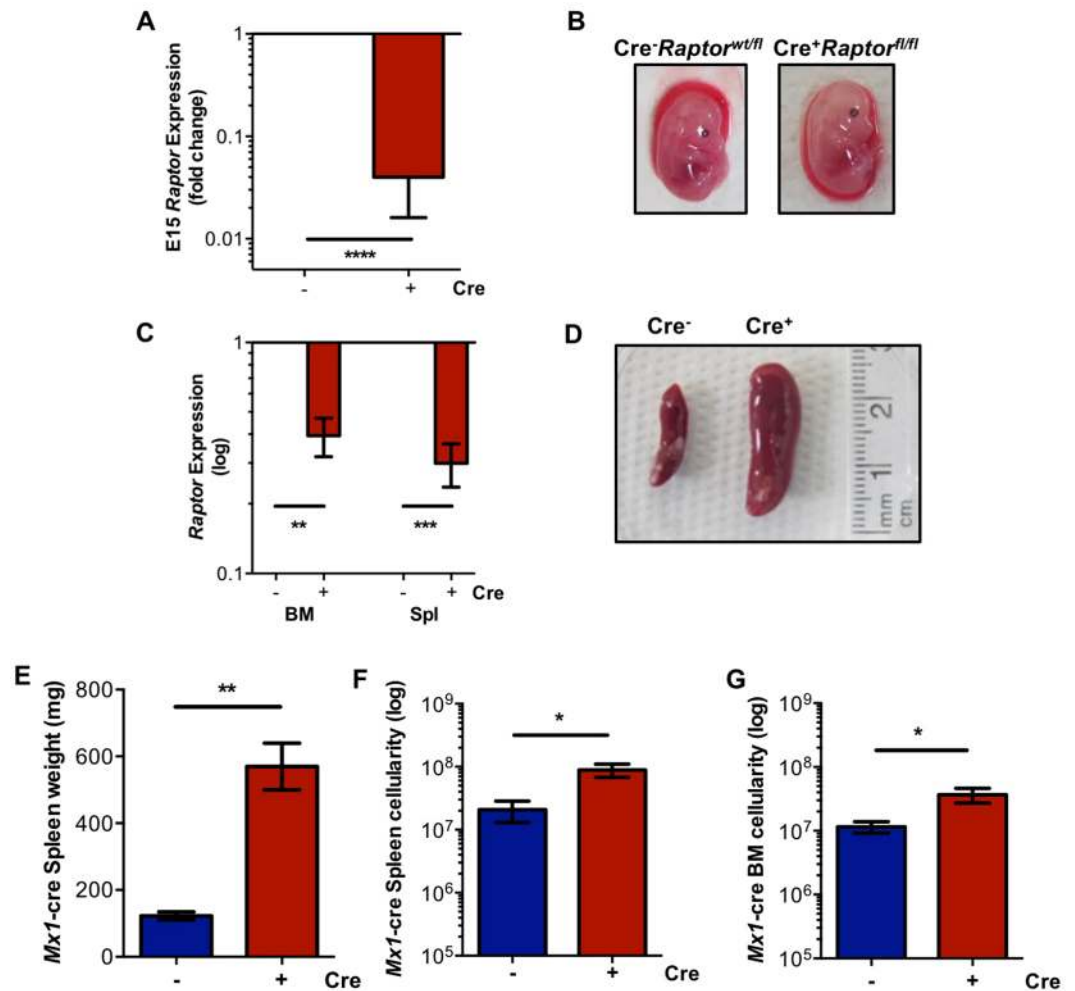 A
E15 Raptor Expression
(fold change)
1
0.1
0.01
****
- + Cre
B
Cre-Raptorwt/fl Cre+Raptorfl/fl
C
Raptor Expression
(log)
1
0.1
** ***
- + - + Cre
BM Spl
D
Cre- Cre+
3
2
1
mm
cm
E
Mx1-cre Spleen weight (mg)
800
600
400
200
0
**
- + Cre
F
Mx1-cre Spleen cellularity (log)
10⁹
10⁸
10⁷
10⁶
10⁵
*
- + Cre
G
Mx1-cre BM cellularity (log)
10⁹
10⁸
10⁷
10⁶
10⁵
*
- + Cre